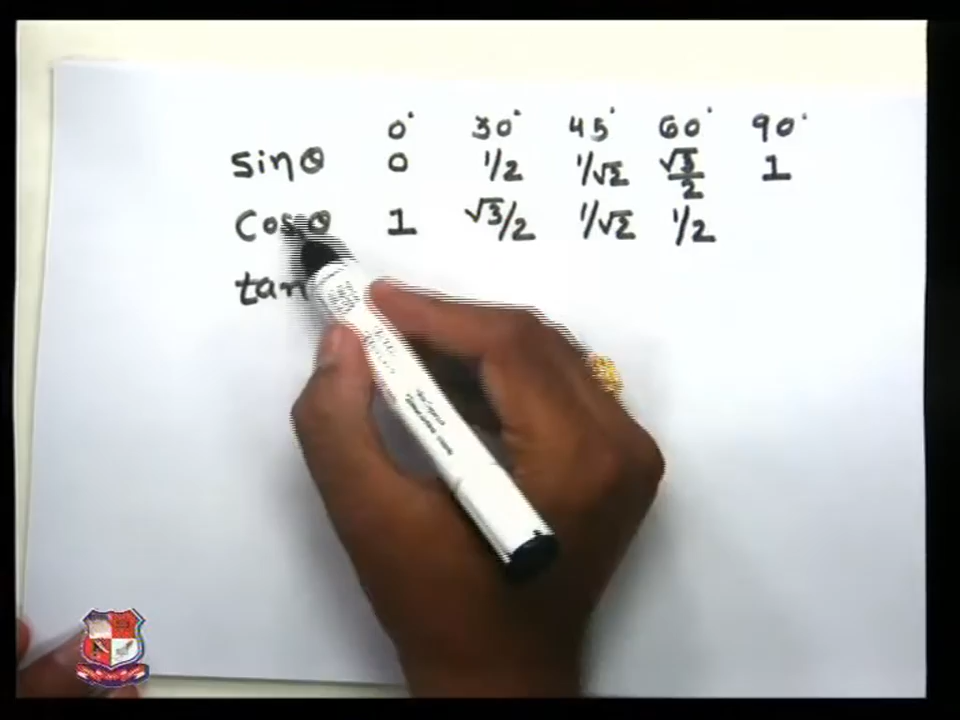 0° 30° 45° 60° 90°
sinθ 0 1/2 1/√2 √3/2 1
cosθ 1 √3/2 1/√2 1/2
tan